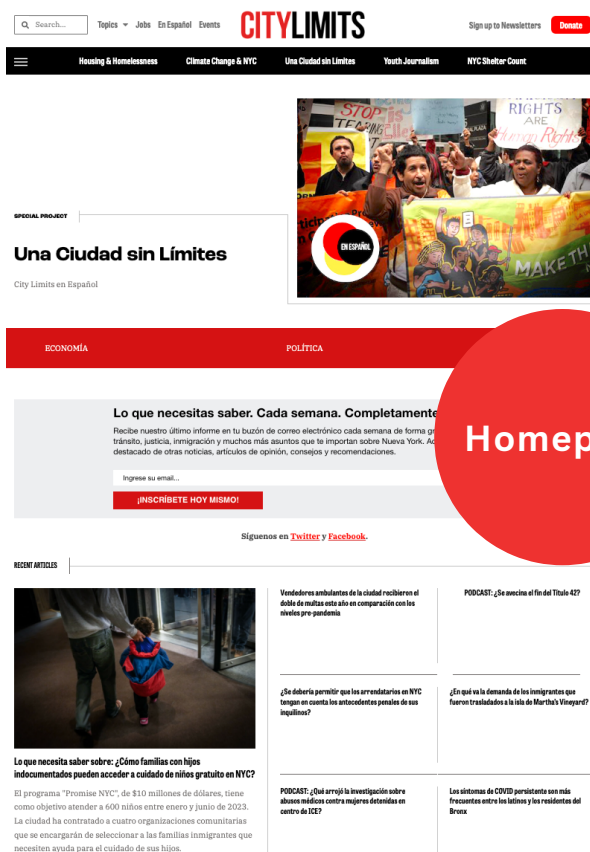 Search...
Topics
Jobs
En Español
Events
CITYLIMITS
Sign up to Newsletters
Donate
Housing & Homelessness
Climate Change & NYC
Una Ciudad sin Límites
Youth Journalism
NYC Shelter Count
STOP
TEARING
RIGHTS
ARE
Human Rights
EN ESPAÑOL
MAKE TH
SPECIAL PROJECT
Una Ciudad sin Límites
City Limits en Español
ECONOMÍA
POLÍTICA
Homep
Lo que necesitas saber. Cada semana. Completamente
Recibe nuestro último informe en tu buzón de correo electrónico cada semana de forma gr
tránsito, justicia, inmigración y muchos más asuntos que te importan sobre Nueva York. Ad
destacado de otras noticias, artículos de opinión, consejos y recomendaciones.
Ingrese su email...
¡INSCRÍBETE HOY MISMO!
Síguenos en Twitter y Facebook.
RECENT ARTICLES
Lo que necesita saber sobre: ¿Cómo familias con hijos
indocumentados pueden acceder a cuidado de niños gratuito en NYC?
El programa "Promise NYC", de $10 millones de dólares, tiene
como objetivo atender a 600 niños entre enero y junio de 2023.
La ciudad ha contratado a cuatro organizaciones comunitarias
que se encargarán de seleccionar a las familias inmigrantes que
necesiten ayuda para el cuidado de sus hijos.
Vendedores ambulantes de la ciudad recibieron el
doble de multas este año en comparación con los
niveles pre-pandemia
PODCAST: ¿Se avecina el fin del Título 42?
¿Se debería permitir que los arrendatarios en NYC
tengan en cuenta los antecedentes penales de sus
inquilinos?
¿En qué va la demanda de los inmigrantes que
fueron trasladados a la isla de Martha's Vineyard?
PODCAST: ¿Qué arrojó la investigación sobre
abusos médicos contra mujeres detenidas en
centro de ICE?
Los síntomas de COVID persistente son más
frecuentes entre los latinos y los residentes del
Bronx